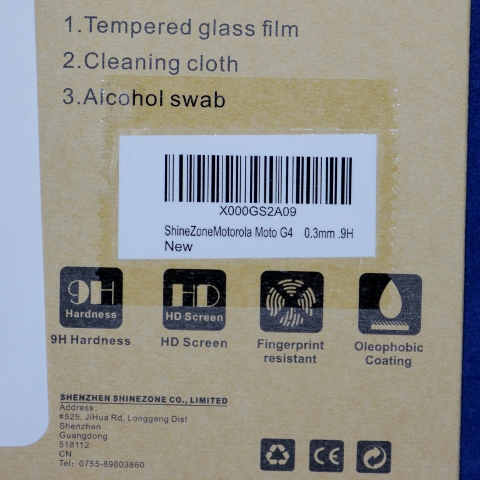 1.Tempered glass film
2.Cleaning cloth
3.Alcohol swab
X000GS2A09
ShineZoneMotorola Moto G4 0.3mm .9H
New
9H
Hardness
HD
HD Screen
9H Hardness
HD Screen
Fingerprint
resistant
Oleophobic
Coating
SHENZHEN SHINEZONE CO., LIMITED
Address:
#525, JiHua Rd, Longgang Dist
Shenzhen
Guangdong
518112
CN
Tel: 0755-89603860
CE